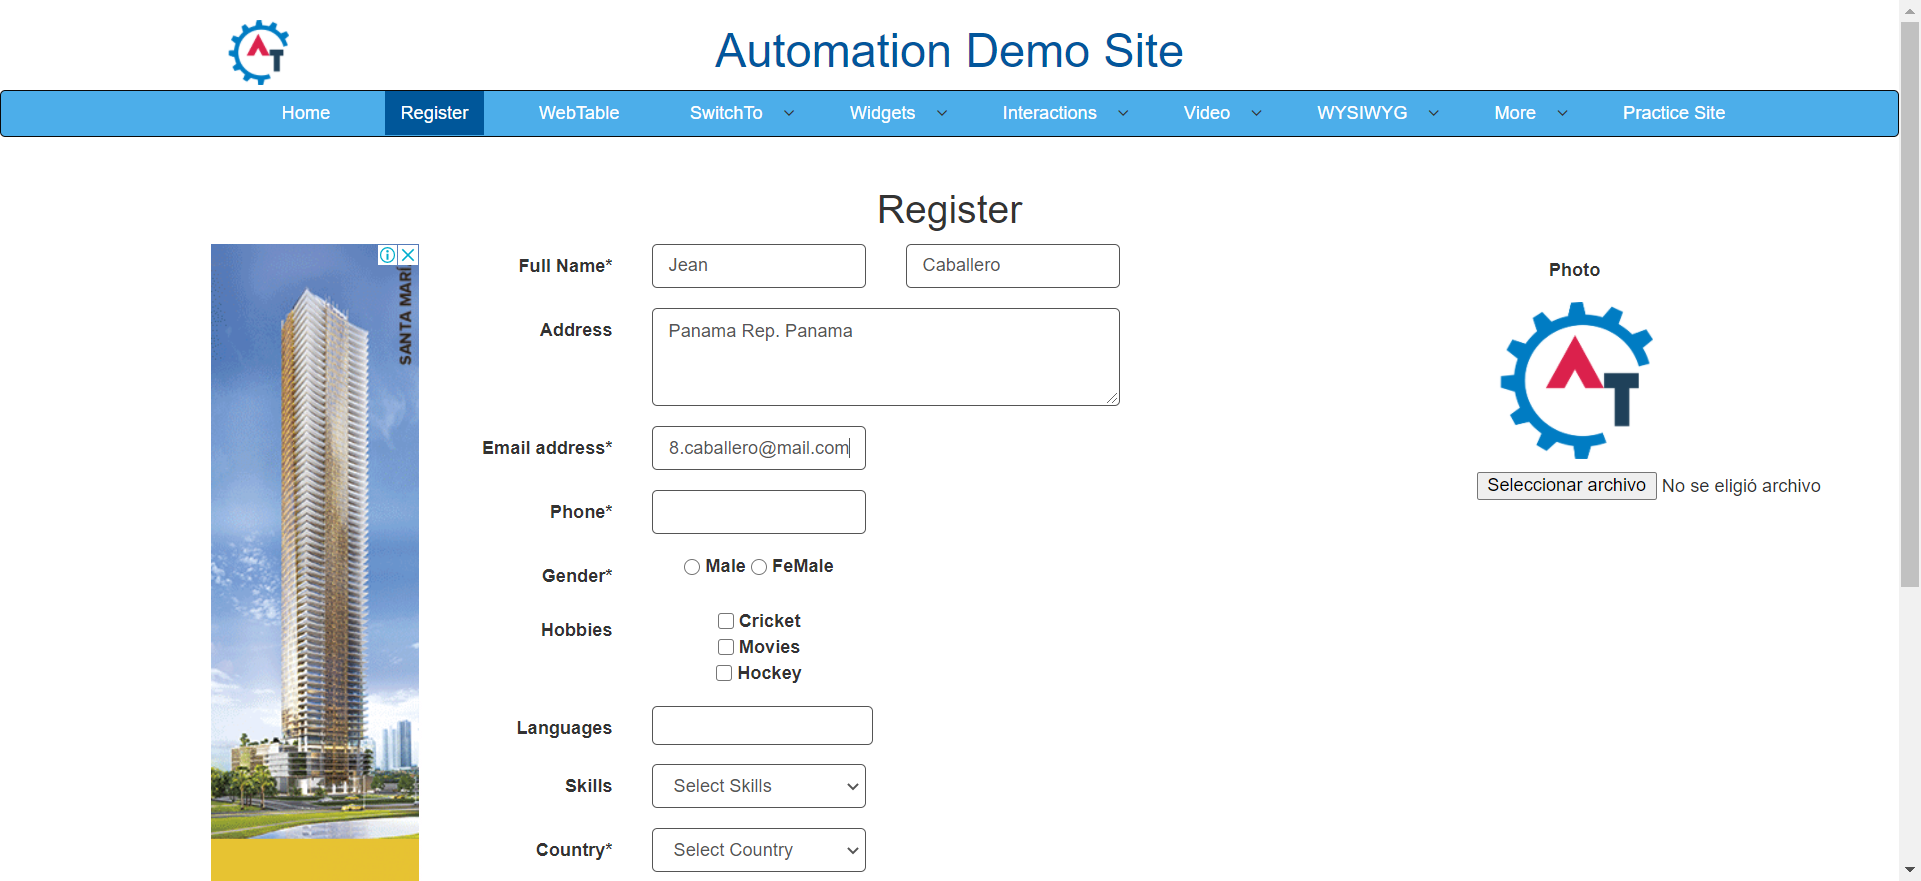 AT
Automation Demo Site
Home Register WebTable SwitchTo Widgets Interactions Video WYSIWYG More Practice Site
Register
SANTA MARÍ
Full Name* Jean Caballero
Photo
AT
Address Panama Rep. Panama
Email address* 8.caballero@mail.com
Seleccionar archivo No se eligió archivo
Phone*
Gender* Male FeMale
Hobbies
Cricket
Movies
Hockey
Languages
Skills Select Skills
Country* Select Country